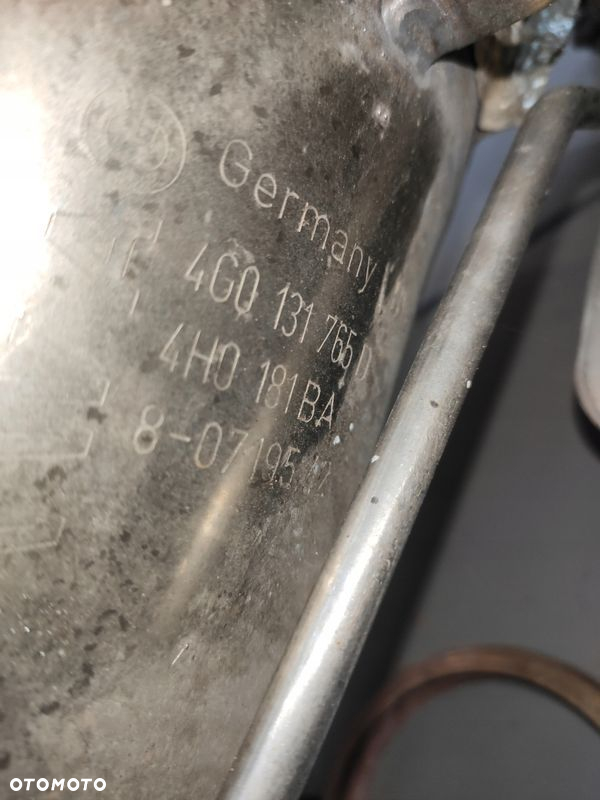 Germany
4G0 131 765 D
4H0 181BA
8-07195
OTOMOTO